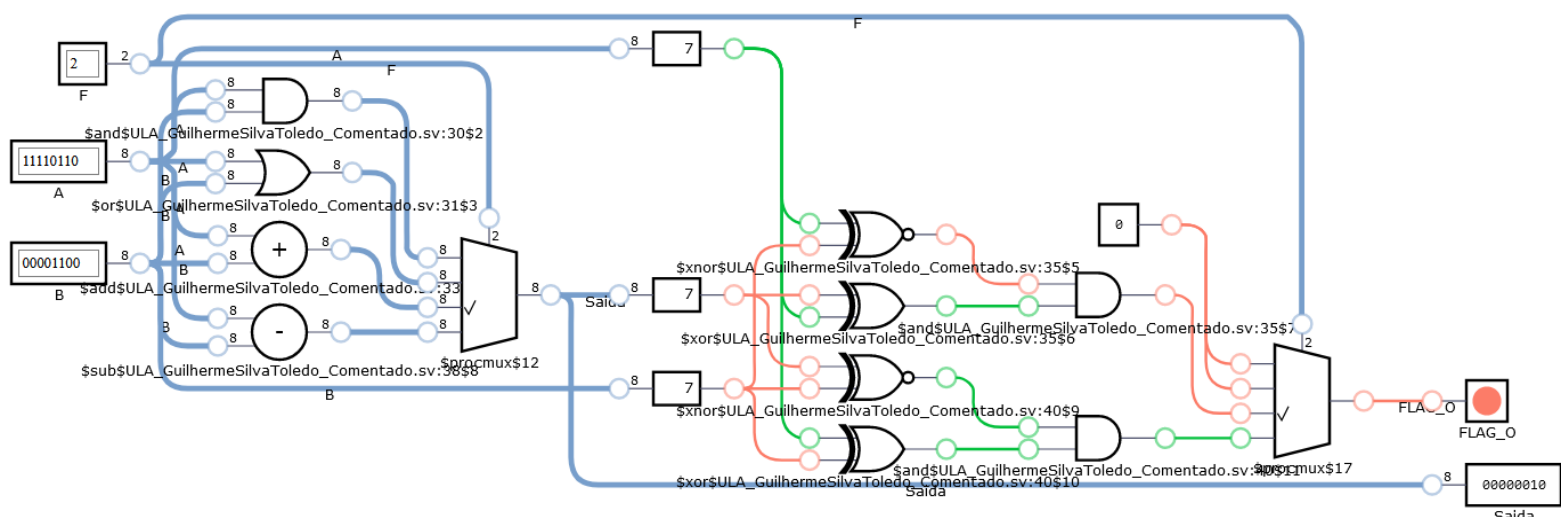 F
2
2
F
A
F
8
7
8
8
8
$and$ULA_GuilhermeSilvaToledo_Comentado.sv:30$2
A
11110110
8
A
8
8
8
A
B
$or$ULA_GuilhermeSilvaToledo_Comentado.sv:31$3
B
A
2
8
8
+
8
A
B
00001100
8
B
$add$ULA_GuilhermeSilvaToledo_Comentado.sv:33
8
8
8
✓
8
8
8
-
8
B
$procmux$12
$sub$ULA_GuilhermeSilvaToledo_Comentado.sv:38$8
B
8
Saida
8
7
8
7
$xnor$ULA_GuilhermeSilvaToledo_Comentado.sv:35$5
$xor$ULA_GuilhermeSilvaToledo_Comentado.sv:35$6
$and$ULA_GuilhermeSilvaToledo_Comentado.sv:35$7
0
2
$xnor$ULA_GuilhermeSilvaToledo_Comentado.sv:40$9
✓
FLAG_O
FLAG_O
$and$ULA_GuilhermeSilvaToledo_Comentado.sv:40$11
$procmux$17
$xor$ULA_GuilhermeSilvaToledo_Comentado.sv:40$10
Saida
8
00000010
Saida